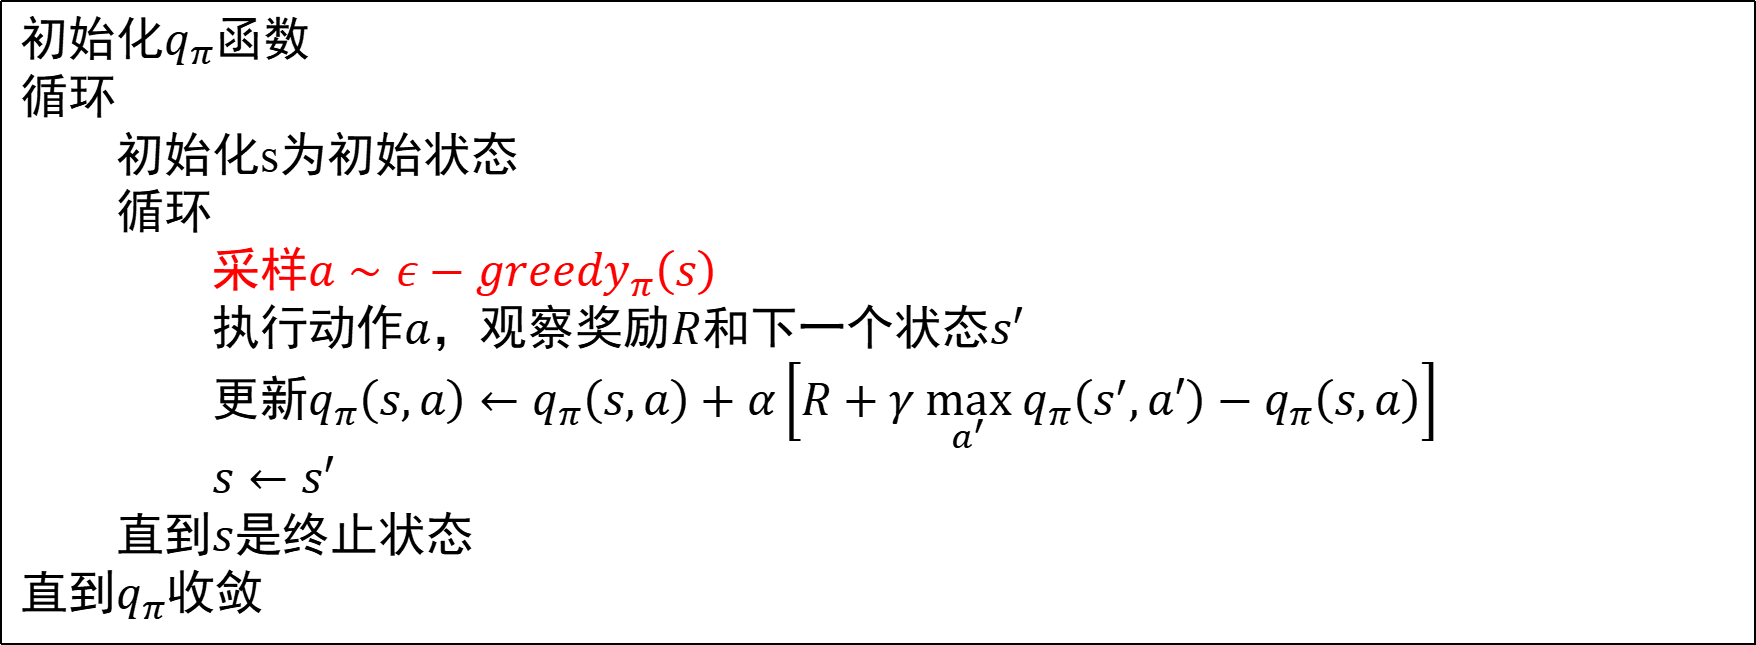 初始化qπ函数
循环
初始化s为初始状态
循环
采样a ~ ϵ − greedyπ(s)
执行动作a，观察奖励R和下一个状态s′
更新qπ(s, a) ← qπ(s, a) + α [R + γ max a′ qπ(s′, a′) − qπ(s, a)]
s ← s′
直到s是终止状态
直到qπ收敛